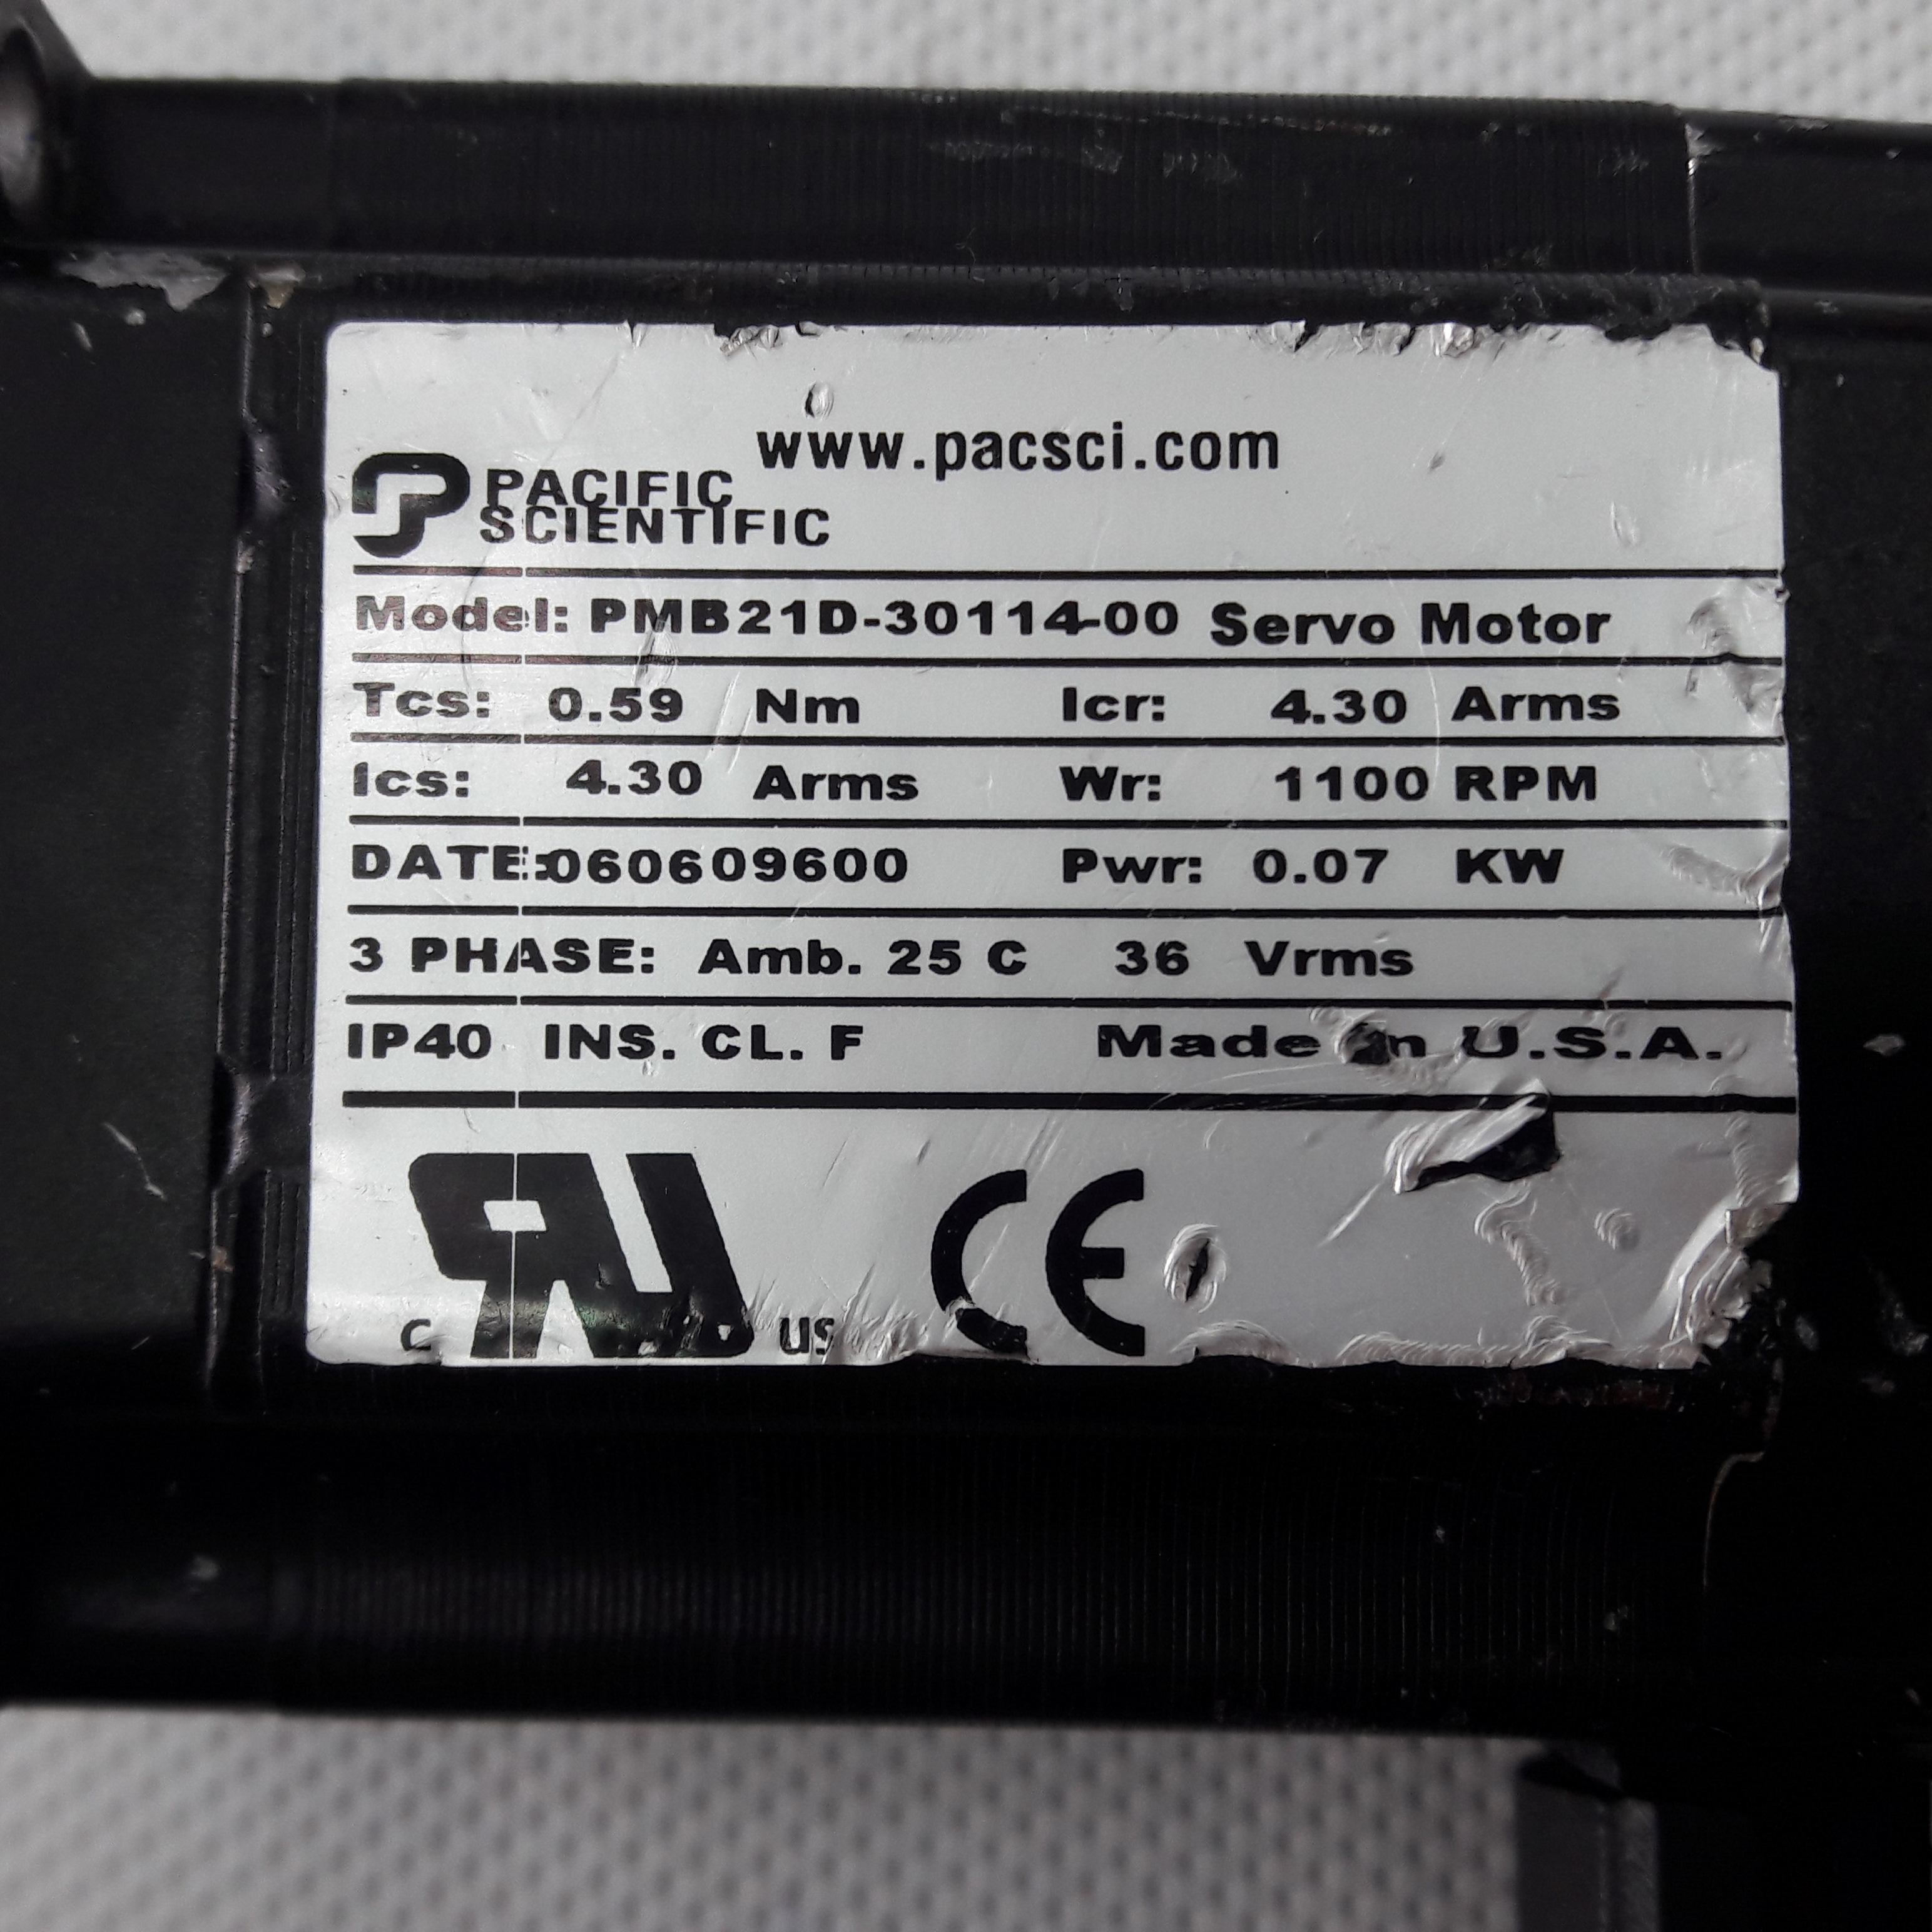 www.pacsci.com
PACIFIC
SCIENTIFIC
Model: PMB21D-30114-00 Servo Motor
Tcs: 0.59 Nm Icr: 4.30 Arms
Ics: 4.30 Arms Wr: 1100 RPM
DATE:060609600 Pwr: 0.07 KW
3 PHASE: Amb. 25 C 36 Vrms
IP40 INS. CL. F Made in U.S.A.
c RU us CE